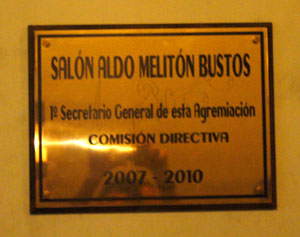 SALÓN ALDO MELITÓN BUSTOS
1º Secretario General de esta Agremiación
COMISIÓN DIRECTIVA
2007 - 2010